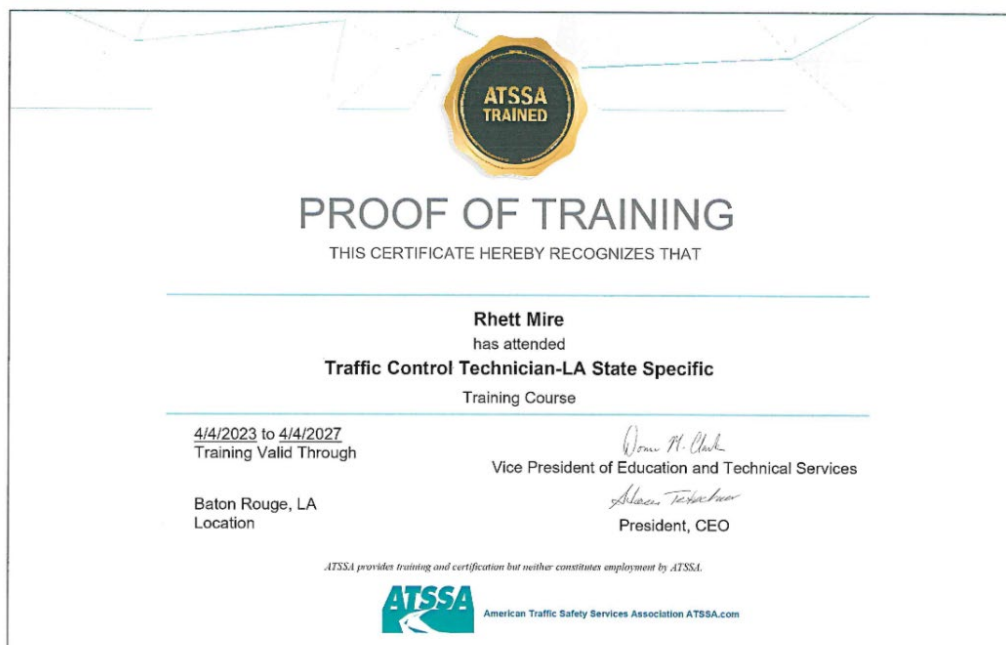 ATSSA
TRAINED
PROOF OF TRAINING
THIS CERTIFICATE HEREBY RECOGNIZES THAT
Rhett Mire
has attended
Traffic Control Technician-LA State Specific
Training Course
4/4/2023 to 4/4/2027
Training Valid Through
Donna M. Clark
Vice President of Education and Technical Services
Baton Rouge, LA
Location
President, CEO
ATSSA provides training and certification but neither constitutes employment by ATSSA.
ATSSA
American Traffic Safety Services Association ATSSA.com